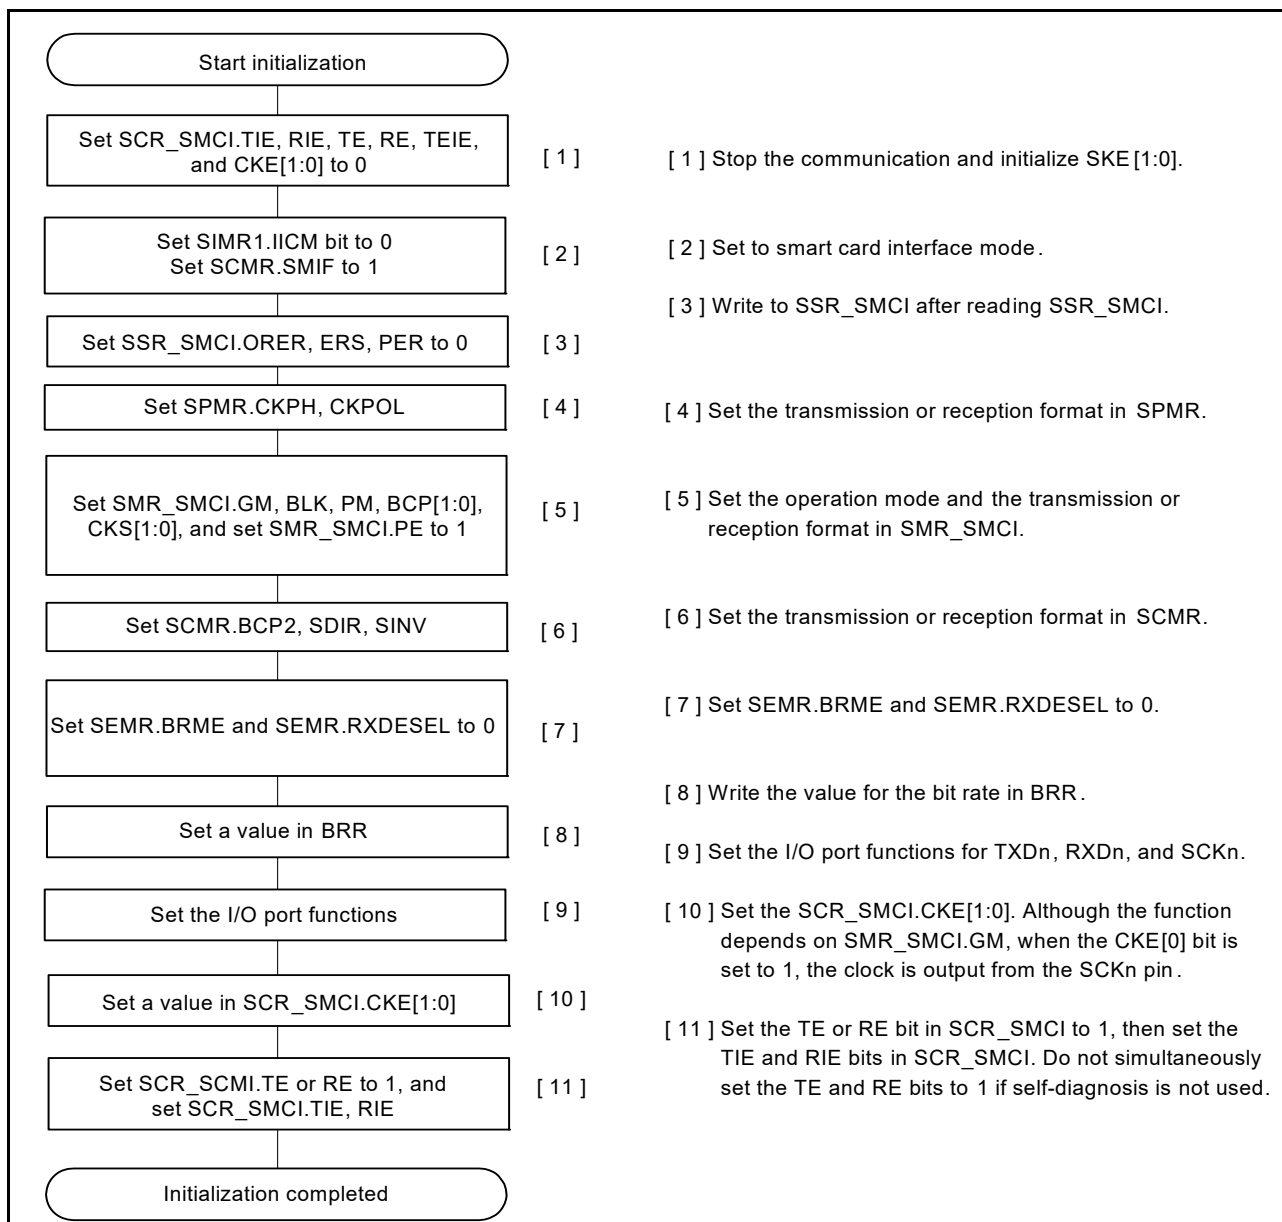 Start initialization
Set SCR_SMCI.TIE, RIE, TE, RE, TEIE,
and CKE[1:0] to 0
[ 1 ]
[ 1 ] Stop the communication and initialize SKE[1:0].
Set SIMR1.IICM bit to 0
Set SCMR.SMIF to 1
[ 2 ]
[ 2 ] Set to smart card interface mode.
[ 3 ] Write to SSR_SMCI after reading SSR_SMCI.
Set SSR_SMCI.ORER, ERS, PER to 0
[ 3 ]
Set SPMR.CKPH, CKPOL
[ 4 ]
[ 4 ] Set the transmission or reception format in SPMR.
Set SMR_SMCI.GM, BLK, PM, BCP[1:0],
CKS[1:0], and set SMR_SMCI.PE to 1
[ 5 ]
[ 5 ] Set the operation mode and the transmission or
reception format in SMR_SMCI.
Set SCMR.BCP2, SDIR, SINV
[ 6 ]
[ 6 ] Set the transmission or reception format in SCMR.
Set SEMR.BRME and SEMR.RXDESEL to 0
[ 7 ]
[ 7 ] Set SEMR.BRME and SEMR.RXDESEL to 0.
[ 8 ] Write the value for the bit rate in BRR.
Set a value in BRR
[ 8 ]
[ 9 ] Set the I/O port functions for TXDn, RXDn, and SCKn.
Set the I/O port functions
[ 9 ]
[ 10 ] Set the SCR_SMCI.CKE[1:0]. Although the function
depends on SMR_SMCI.GM, when the CKE[0] bit is
set to 1, the clock is output from the SCKn pin.
Set a value in SCR_SMCI.CKE[1:0]
[ 10 ]
[ 11 ] Set the TE or RE bit in SCR_SMCI to 1, then set the
TIE and RIE bits in SCR_SMCI. Do not simultaneously
set the TE and RE bits to 1 if self-diagnosis is not used.
Set SCR_SCMI.TE or RE to 1, and
set SCR_SMCI.TIE, RIE
[ 11 ]
Initialization completed